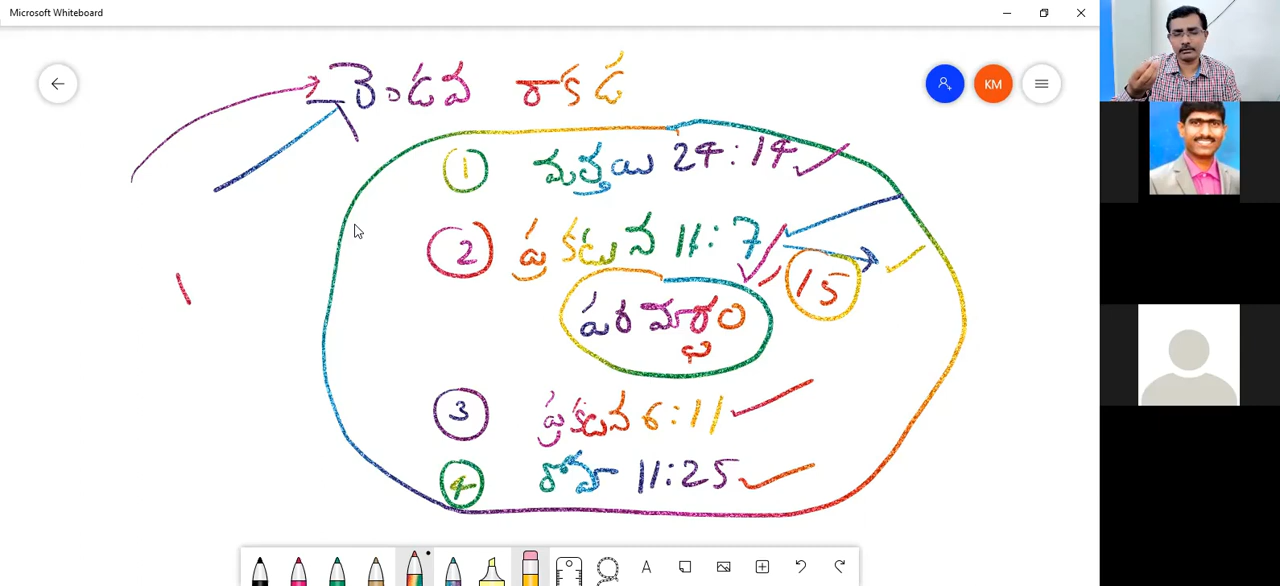 Microsoft Whiteboard
రెండవ రాకడ
KM
1 మత్తయి 24:14
2 ప్రకటన 11:7
15
పరమార్థం
3 ప్రకటన 6:11
4 రోమా 11:25
A